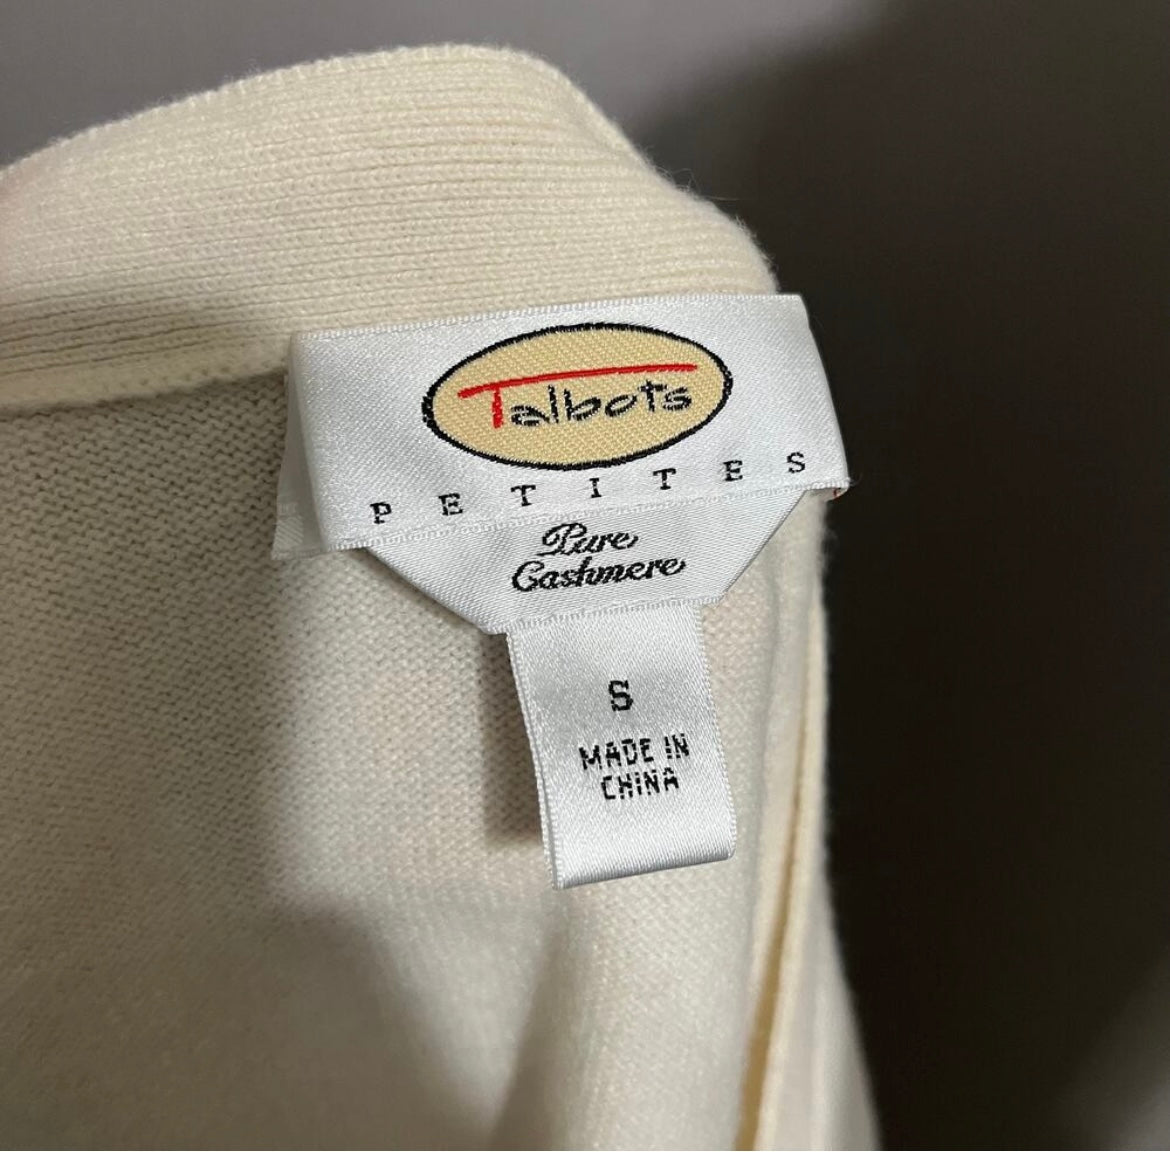 Talbots
PETITES
Pure
Cashmere
S
MADE IN
CHINA